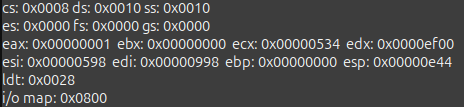 cs: 0x0008 ds: 0x0010 ss: 0x0010
es: 0x0000 fs: 0x0000 gs: 0x0000
eax: 0x00000001 ebx: 0x00000000 ecx: 0x00000534 edx: 0x0000ef00
esi: 0x00000598 edi: 0x00000998 ebp: 0x00000000 esp: 0x00000e44
ldt: 0x0028
i/o map: 0x0800